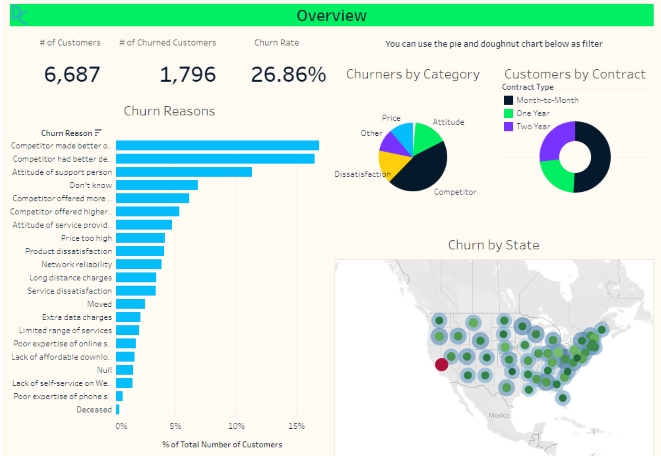 Overview
# of Customers
# of Churned Customers
Churn Rate
6,687
1,796
26.86%
You can use the pie and doughnut chart below as filter
Churners by Category
Customers by Contract
Contract Type
Month-to-Month
One Year
Two Year
Price
Attitude
Other
Dissatisfaction
Competitor
Churn Reasons
Churn Reason
Competitor made better o..
Competitor had better de..
Attitude of support person
Don't know
Competitor offered more ..
Competitor offered higher..
Attitude of service provid..
Price too high
Product dissatisfaction
Network reliability
Long distance charges
Service dissatisfaction
Moved
Extra data charges
Limited range of services
Poor expertise of online s..
Lack of affordable downlo..
Null
Lack of self-service on We..
Poor expertise of phone s..
Deceased
0%
5%
10%
15%
% of Total Number of Customers
Churn by State
Mexico